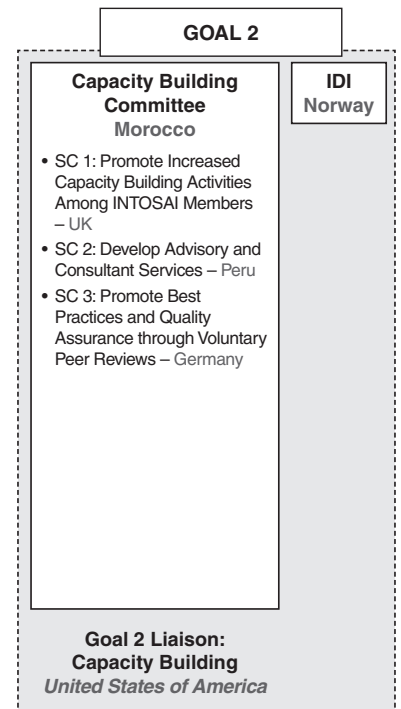 GOAL 2
Capacity Building
Committee
Morocco
• SC 1: Promote Increased
Capacity Building Activities
Among INTOSAI Members
– UK
• SC 2: Develop Advisory and
Consultant Services – Peru
• SC 3: Promote Best
Practices and Quality
Assurance through Voluntary
Peer Reviews – Germany
IDI
Norway
Goal 2 Liaison:
Capacity Building
United States of America